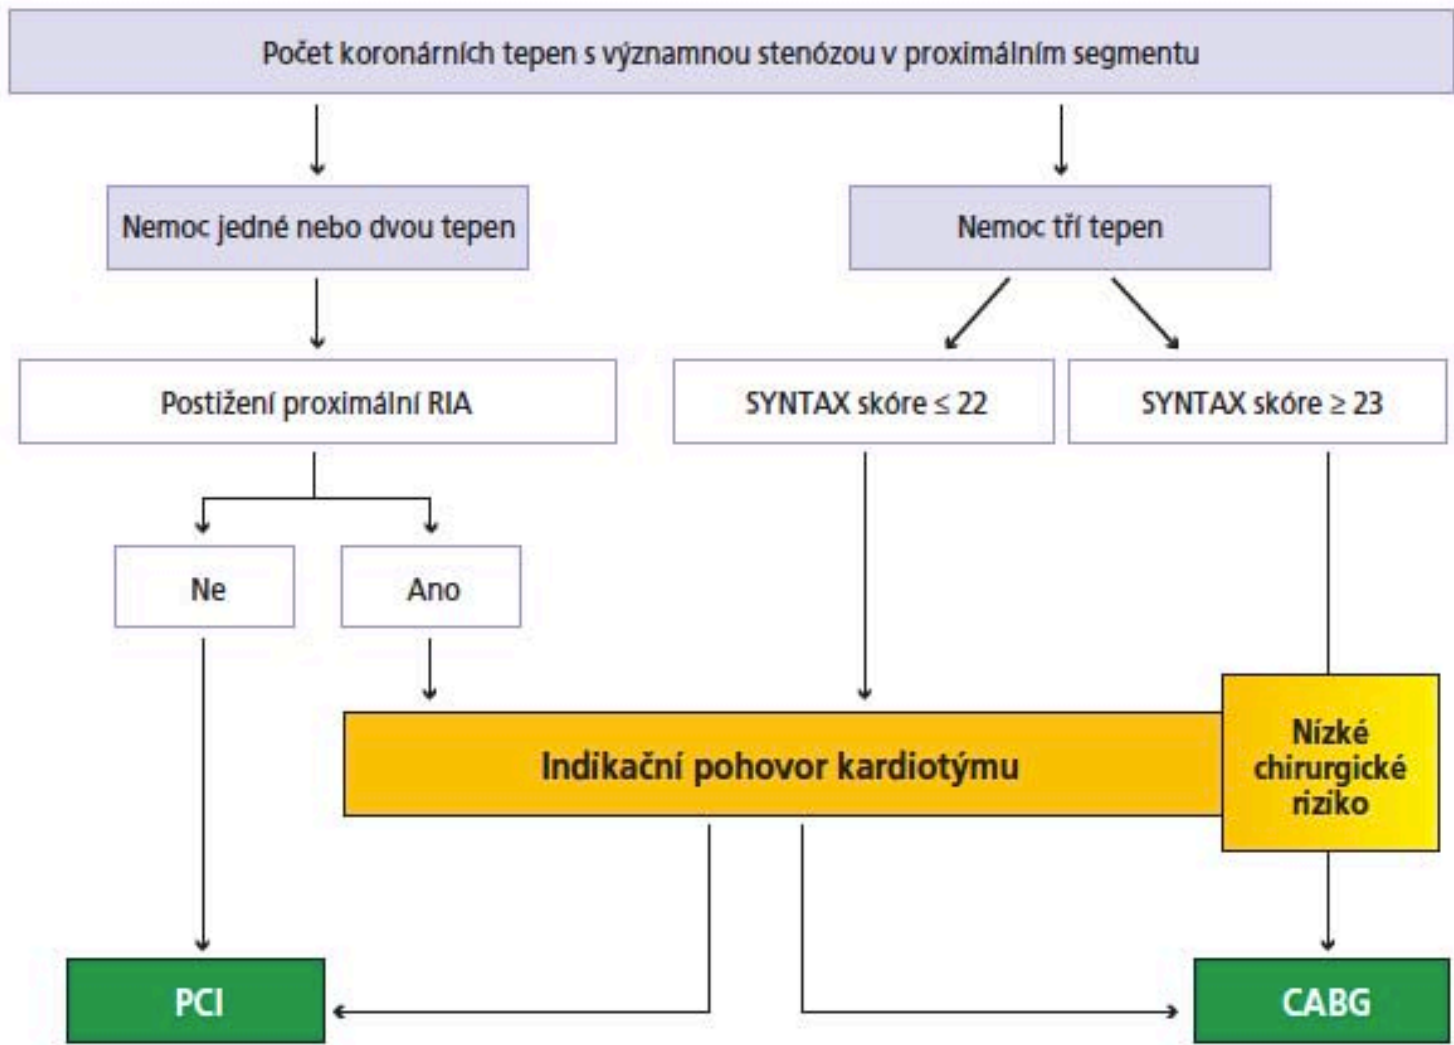 Počet koronárních tepen s významnou stenózou v proximálním segmentu
Nemoc jedné nebo dvou tepen
Nemoc tří tepen
Postižení proximální RIA
SYNTAX skóre ≤ 22
SYNTAX skóre ≥ 23
Ne
Ano
Indikační pohovor kardiotýmu
Nízké
chirurgické
riziko
PCI
CABG